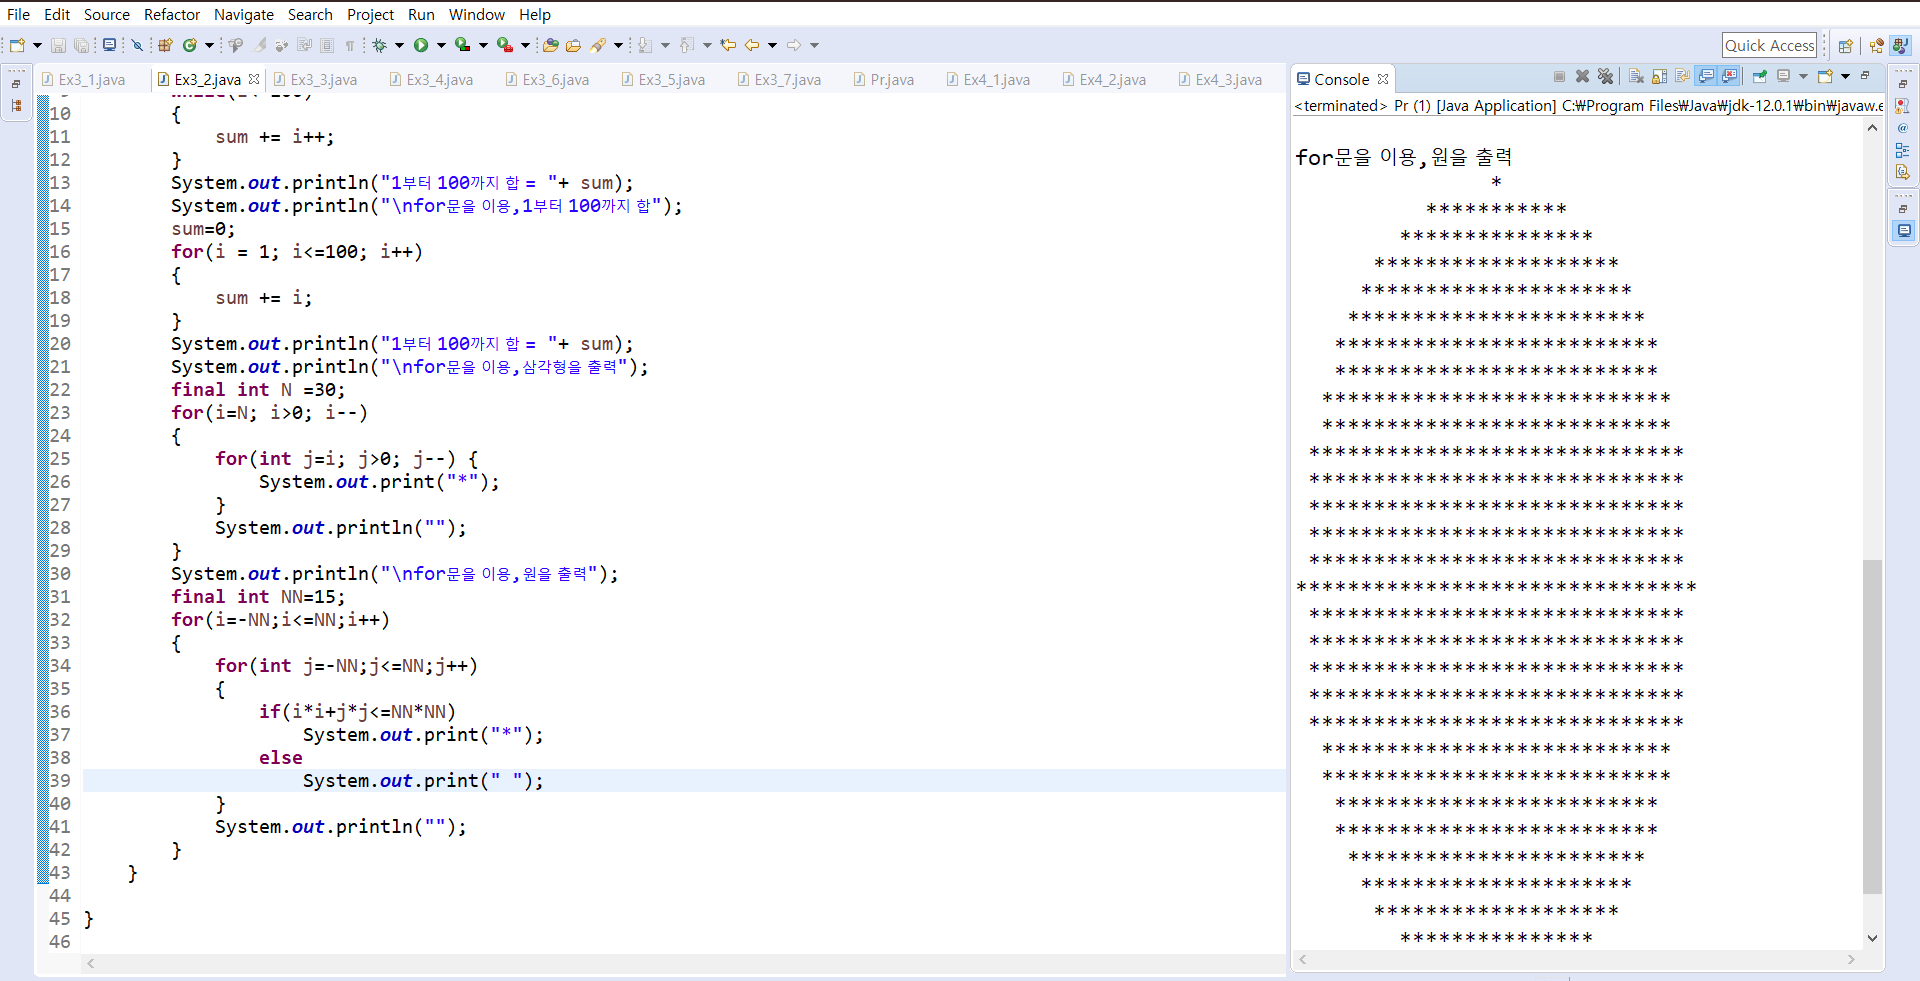 File Edit Source Refactor Navigate Search Project Run Window Help
Quick Access
Ex3_1.java Ex3_2.java Ex3_3.java Ex3_4.java Ex3_6.java Ex3_5.java Ex3_7.java Pr.java Ex4_1.java Ex4_2.java Ex4_3.java
10 {
11 sum += i++;
12 }
13 System.out.println("1부터 100까지 합 = "+ sum);
14 System.out.println("\nfor문을 이용,1부터 100까지 합");
15 sum=0;
16 for(i = 1; i<=100; i++)
17 {
18 sum += i;
19 }
20 System.out.println("1부터 100까지 합 = "+ sum);
21 System.out.println("\nfor문을 이용,삼각형을 출력");
22 final int N =30;
23 for(i=N; i>0; i--)
24 {
25 for(int j=i; j>0; j--) {
26 System.out.print("*");
27 }
28 System.out.println("");
29 }
30 System.out.println("\nfor문을 이용,원을 출력");
31 final int NN=15;
32 for(i=-NN;i<=NN;i++)
33 {
34 for(int j=-NN;j<=NN;j++)
35 {
36 if(i*i+j*j<=NN*NN)
37 System.out.print("*");
38 else
39 System.out.print(" ");
40 }
41 System.out.println("");
42 }
43 }
44
45 }
46
Console
<terminated> Pr (1) [Java Application] C:₩Program Files₩Java₩jdk-12.0.1₩bin₩javaw.e
for문을 이용,원을 출력
*
***********
***************
*******************
*********************
***********************
*************************
*************************
***************************
***************************
*****************************
*****************************
*****************************
*****************************
*****************************
*******************************
*****************************
*****************************
*****************************
*****************************
*****************************
***************************
***************************
*************************
*************************
***********************
*********************
*******************
***************